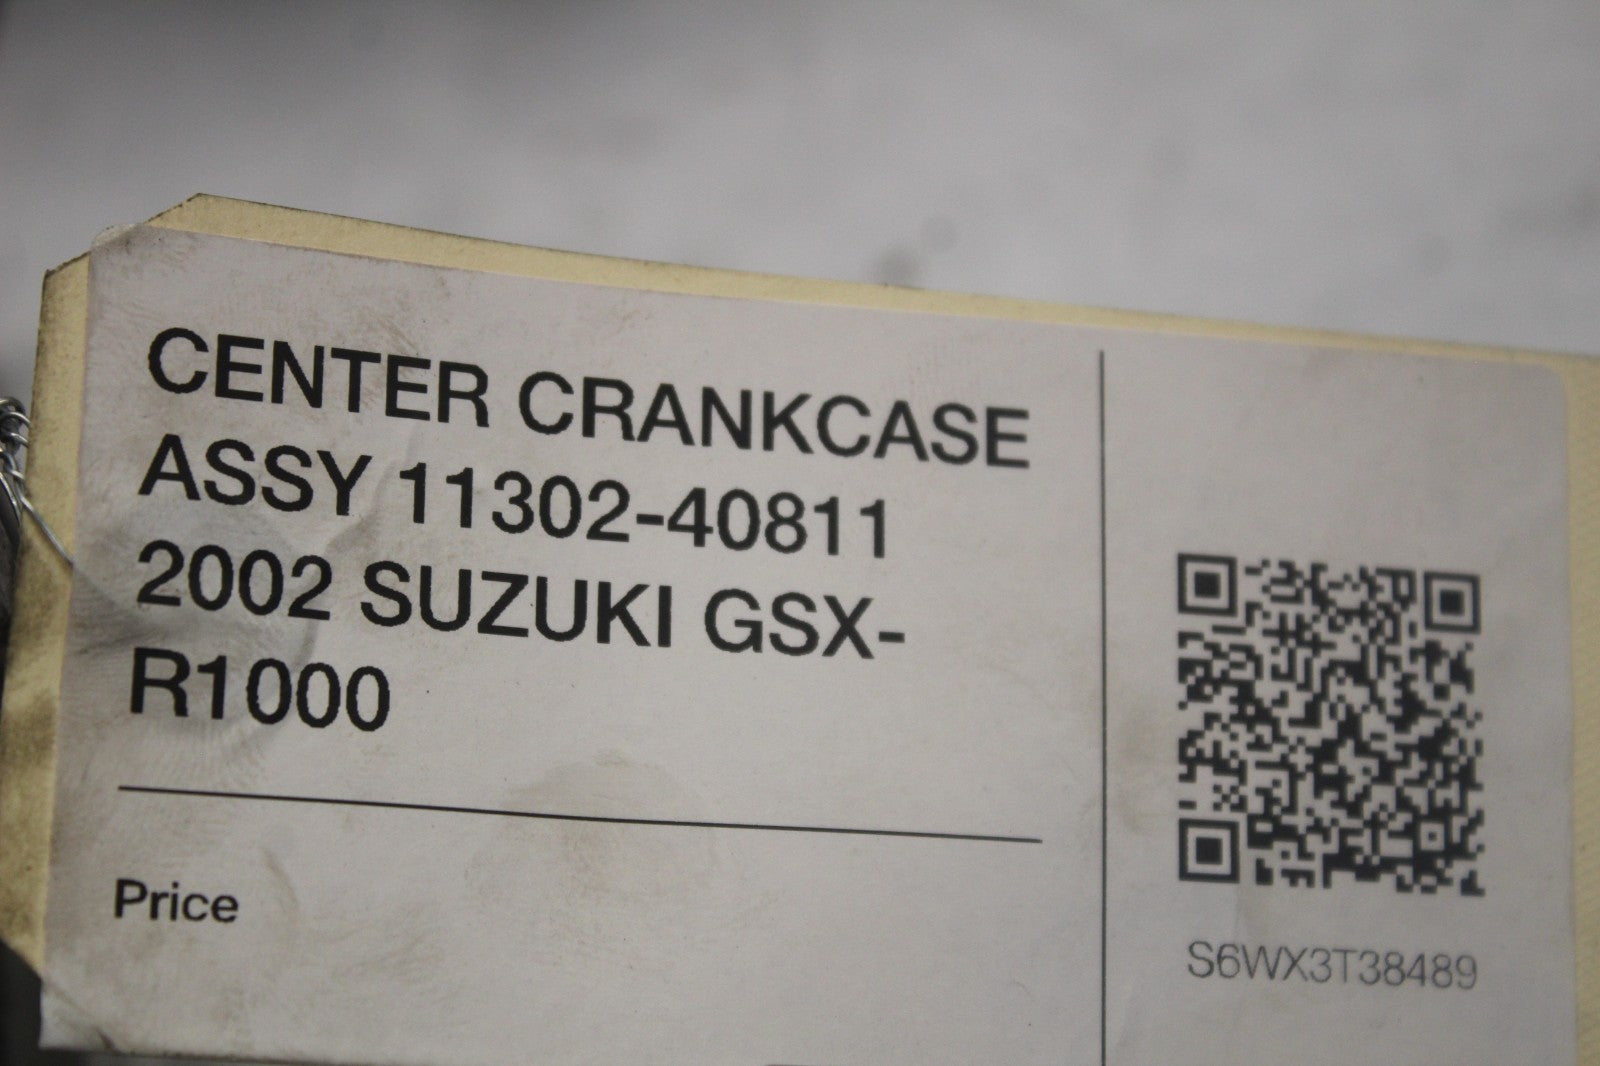 CENTER CRANKCASE
ASSY 11302-40811
2002 SUZUKI GSX-
R1000
Price
S6WX3T38489